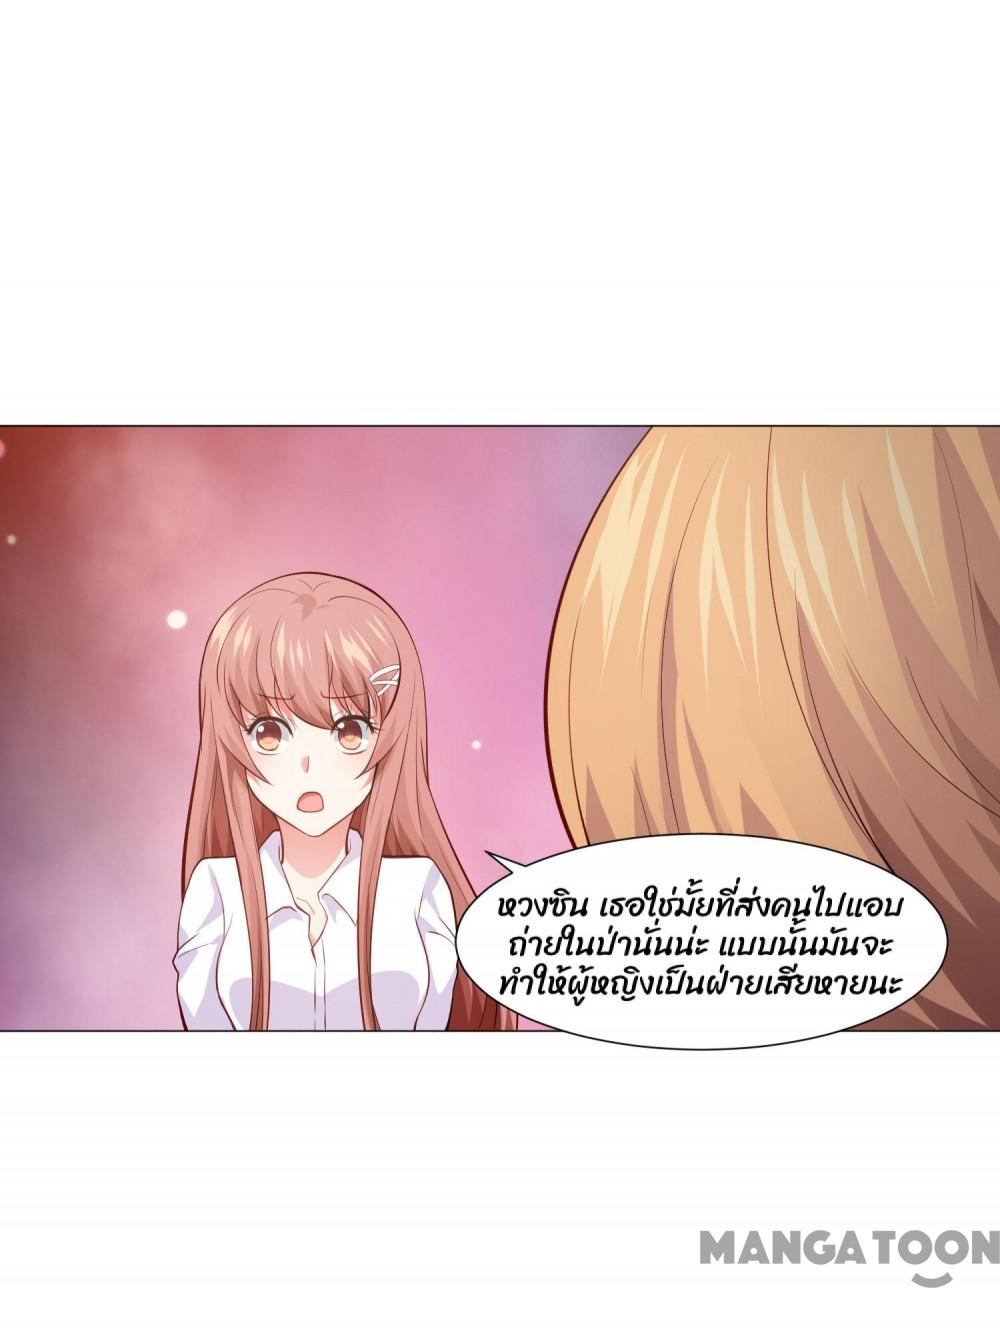 หวงซิน เธอใช่มั้ยที่ส่งคนไปแอบ
ถ่ายในป่านั่นน่ะ แบบนั้นมันจะ
ทำให้ผู้หญิงเป็นฝ่ายเสียหายนะ
MANGATOON